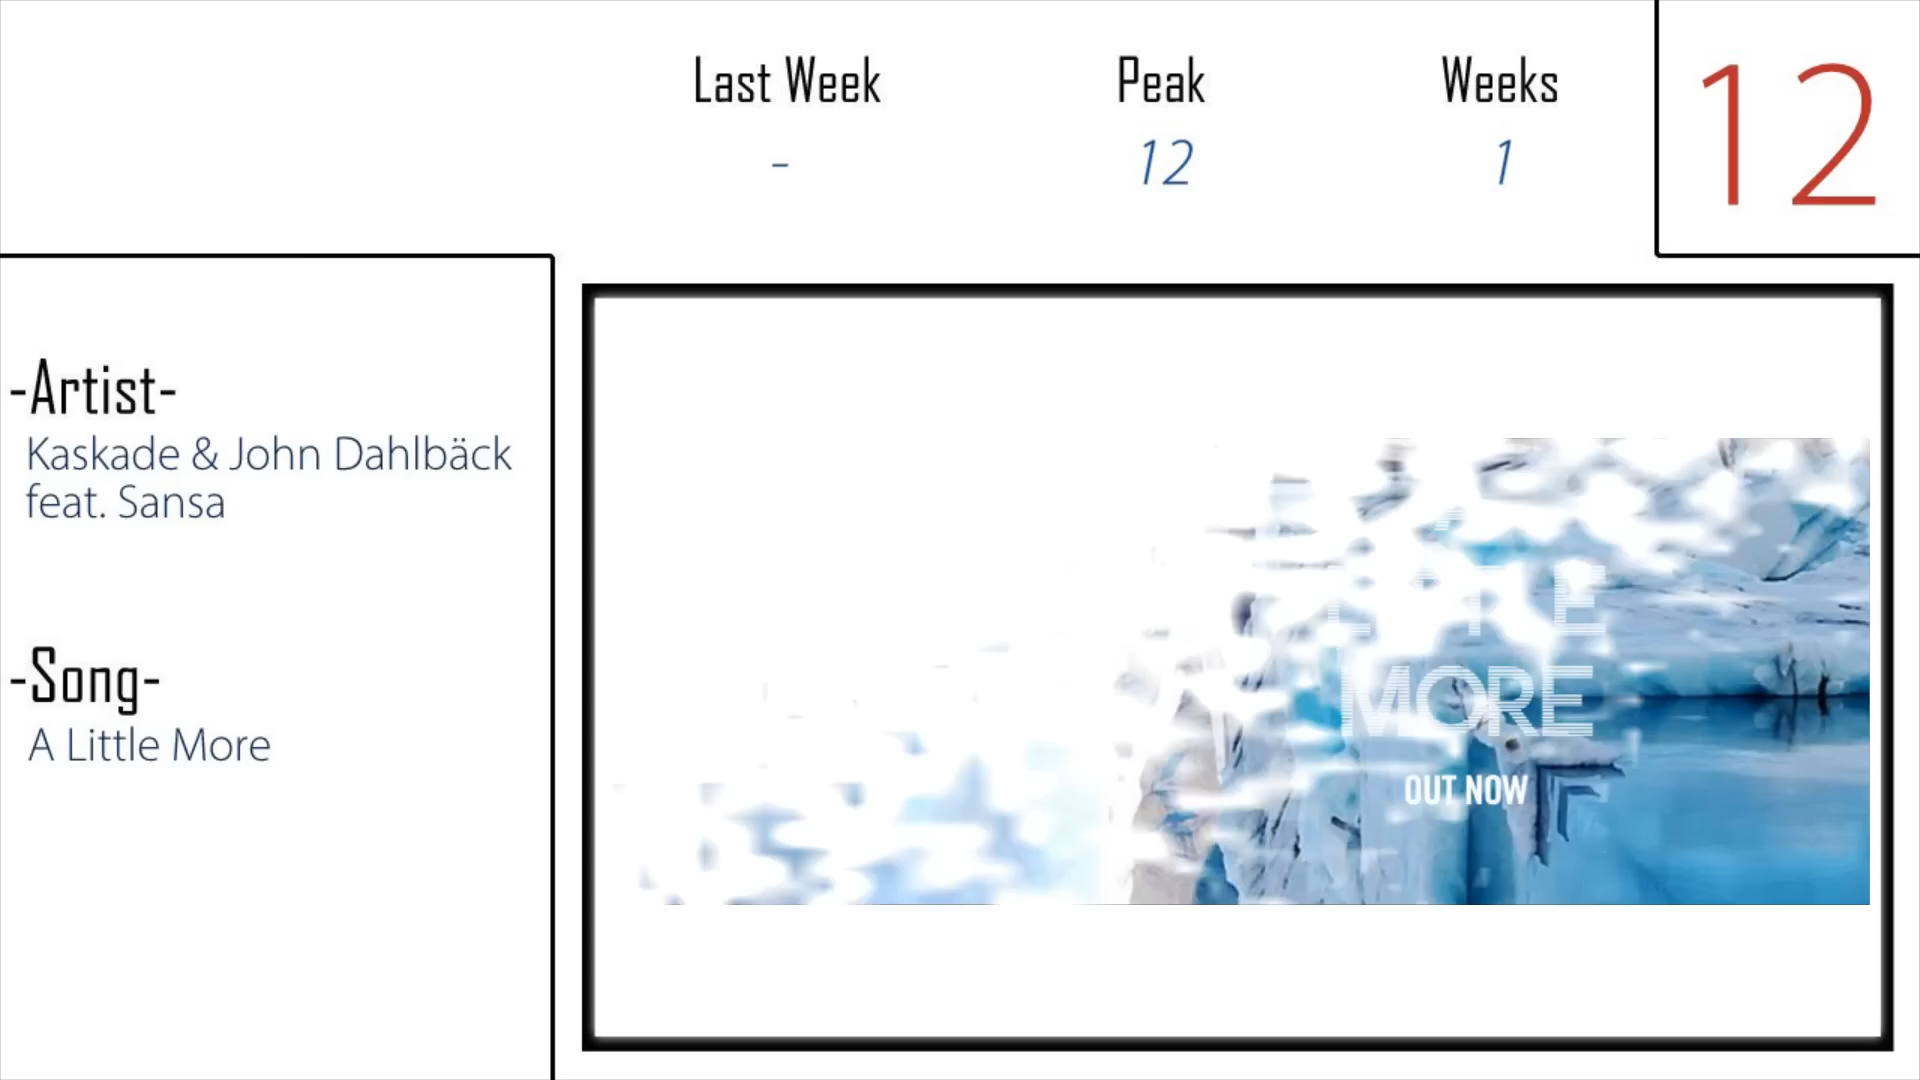 Last Week
Peak
Weeks
12
-
12
1
-Artist-
Kaskade & John Dahlbäck
feat. Sansa
-Song-
A Little More
MORE
OUT NOW